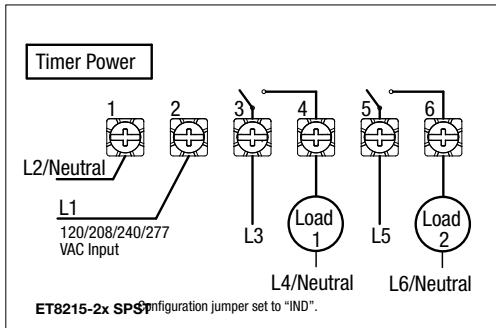 Timer Power
1 2 3 4 5 6
L2/Neutral
L1
120/208/240/277
VAC Input
L3
Load
1
L5
Load
2
L4/Neutral
L6/Neutral
ET8215-2x SPST
nfiguration jumper set to “IND”.